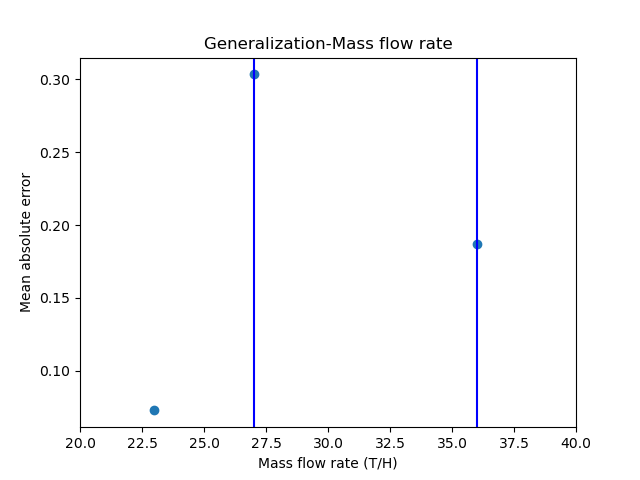 Generalization-Mass flow rate
0.30
0.25
0.20
0.15
0.10
Mean absolute error
20.0 22.5 25.0 27.5 30.0 32.5 35.0 37.5 40.0
Mass flow rate (T/H)